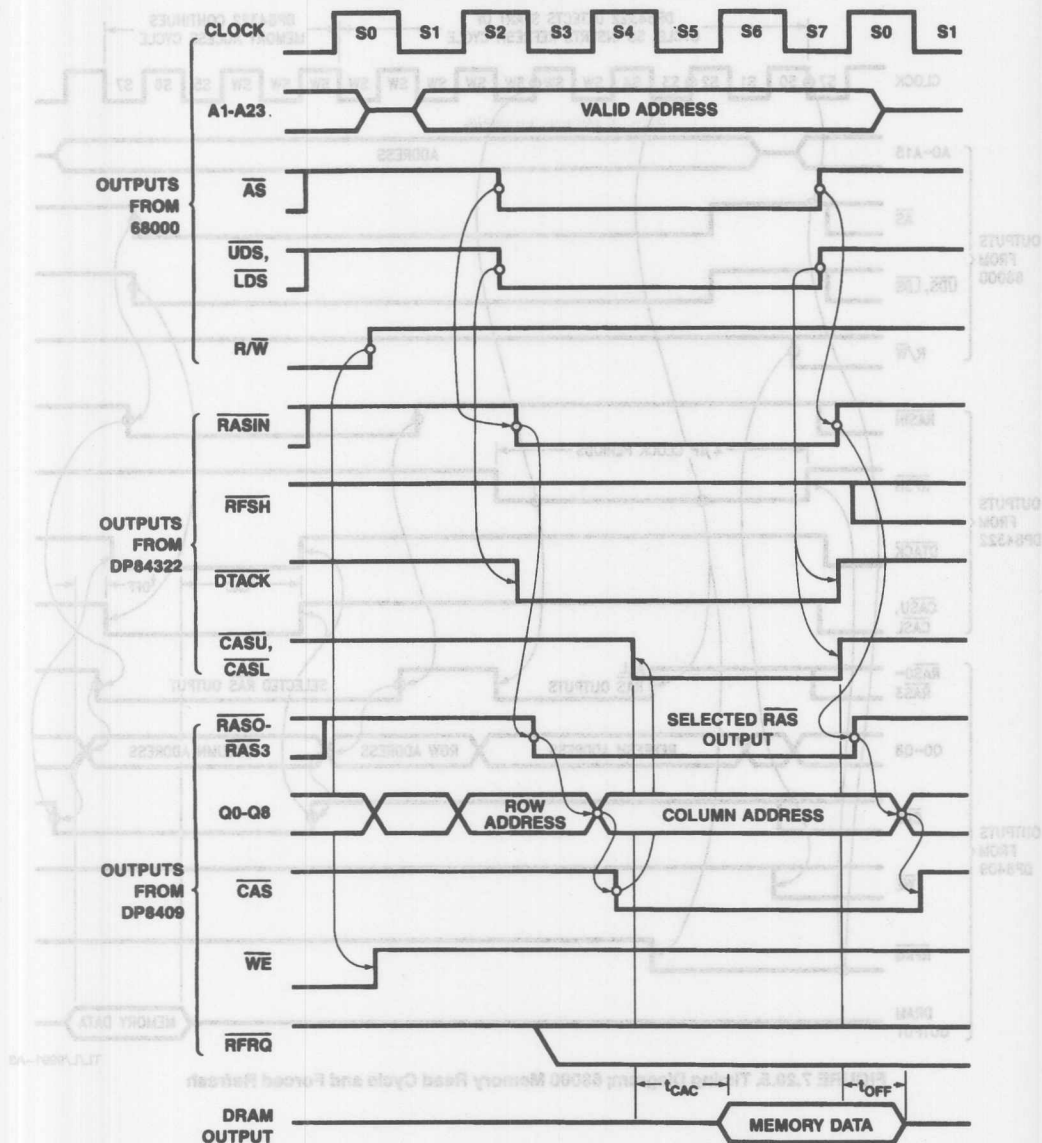 CLOCK S0 S1 S2 S3 S4 S5 S6 S7 S0 S1
A1-A23 VALID ADDRESS
OUTPUTS FROM 68000
AS
UDS, LDS
R/W
OUTPUTS FROM DP84322
RASIN
RFSH
DTACK
CASU, CASL
OUTPUTS FROM DP8409
RASO-RAS3
SELECTED RAS OUTPUT
Q0-Q8 ROW ADDRESS COLUMN ADDRESS
CAS
WE
RFRQ
tCAC tOFF
DRAM OUTPUT MEMORY DATA